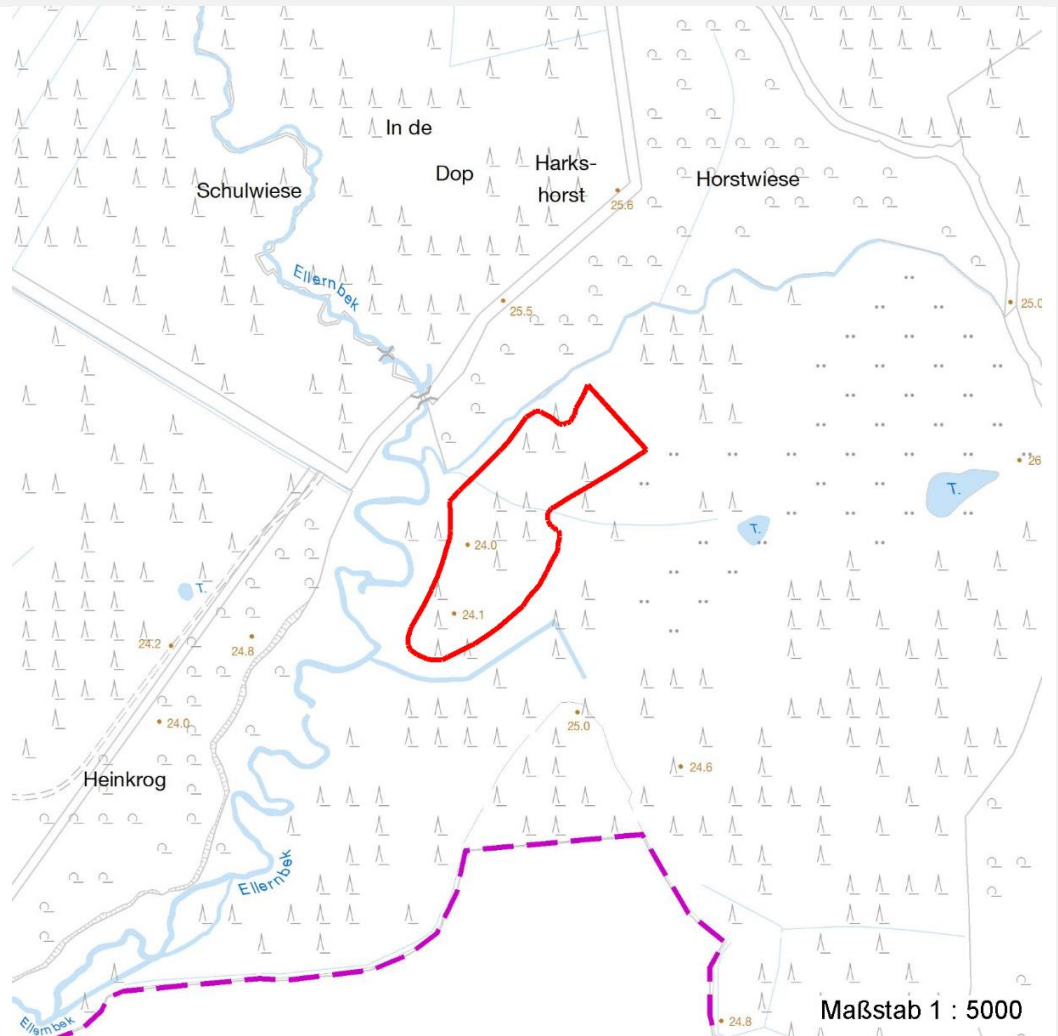 In de
Dop
Harks-
horst
Horstwiese
Schulwiese
25.6
Ellernbek
25.5
25.0
26
T.
T.
24.0
T.
24.1
24.2
24.8
24.0
25.0
24.6
Heinkrog
Ellernbek
Ellernbek
24.8
Maßstab 1 : 5000